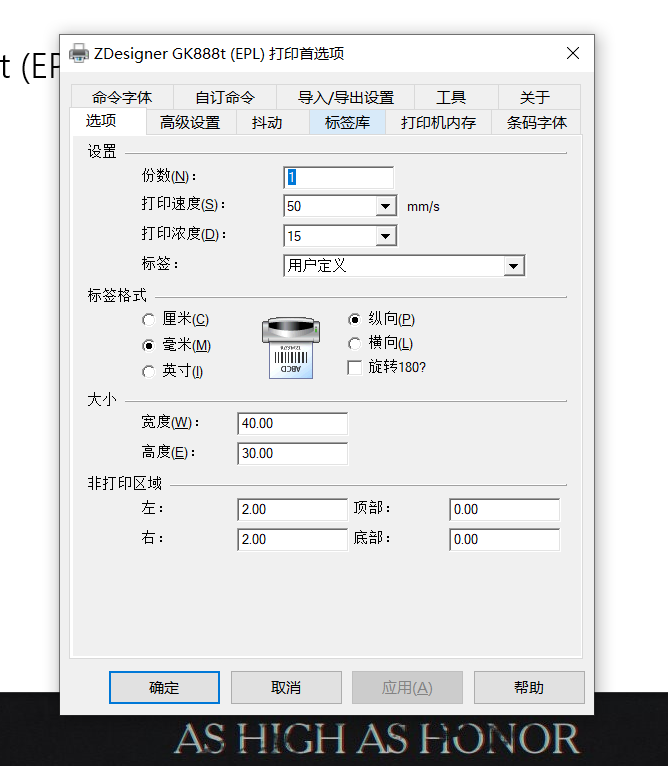 t (EP
ZDesigner GK888t (EPL) 打印首选项
命令字体 自订命令 导入/导出设置 工具 关于
选项 高级设置 抖动 标签库 打印机内存 条码字体
设置
份数(N)： 1
打印速度(S)： 50 mm/s
打印浓度(D)： 15
标签： 用户定义
标签格式
厘米(C) 纵向(P)
毫米(M) 横向(L)
英寸(I) 旋转180?
12345678
ABCD
大小
宽度(W)： 40.00
高度(E)： 30.00
非打印区域
左： 2.00 顶部： 0.00
右： 2.00 底部： 0.00
确定 取消 应用(A) 帮助
AS HIGH AS HONOR